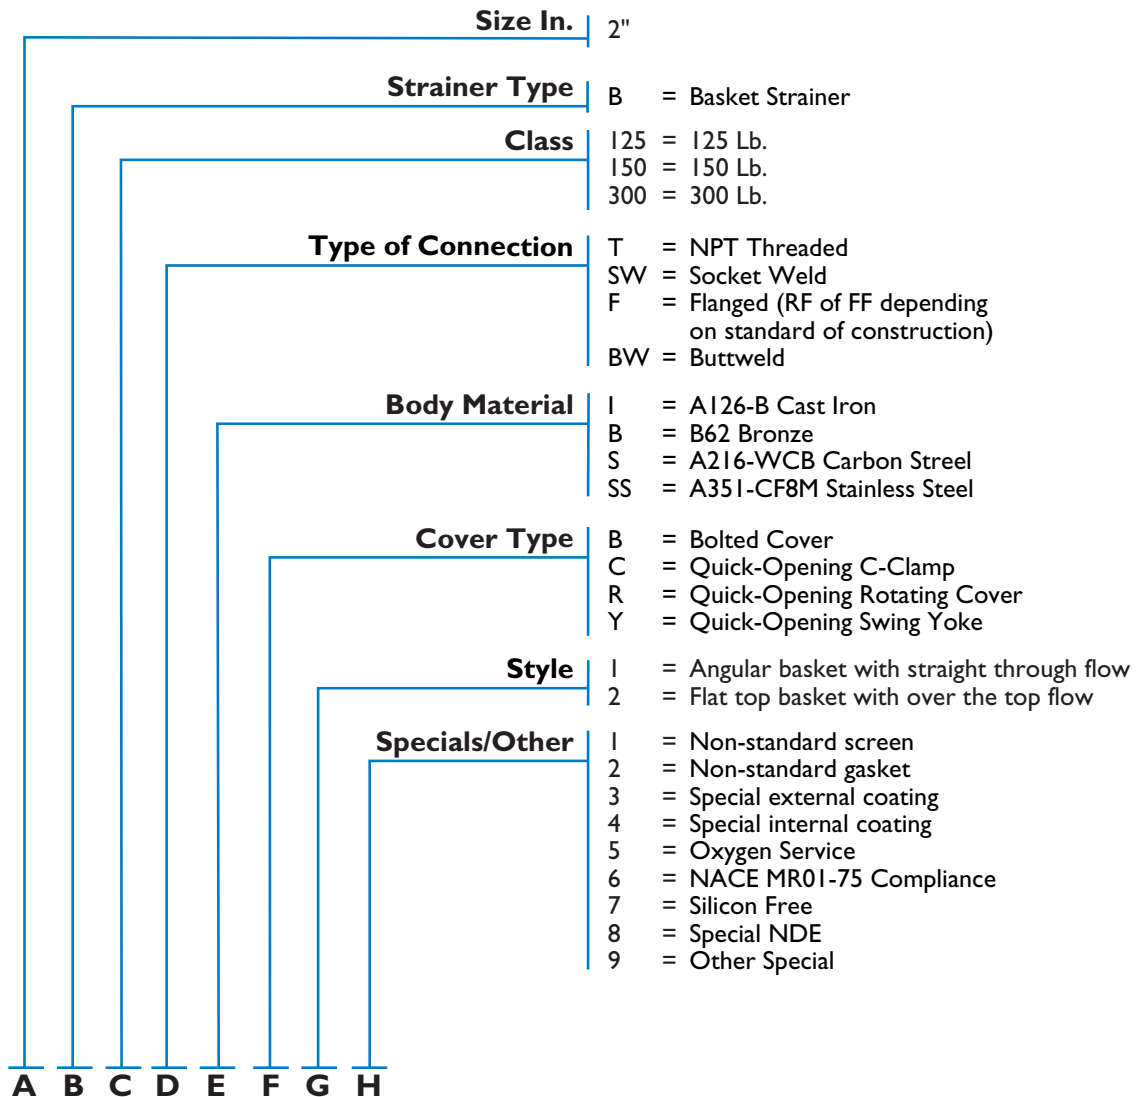 Size In. 2"
Strainer Type B = Basket Strainer
Class 125 = 125 Lb.
150 = 150 Lb.
300 = 300 Lb.
Type of Connection T = NPT Threaded
SW = Socket Weld
F = Flanged (RF of FF depending
on standard of construction)
BW = Buttweld
Body Material I = A126-B Cast Iron
B = B62 Bronze
S = A216-WCB Carbon Streel
SS = A351-CF8M Stainless Steel
Cover Type B = Bolted Cover
C = Quick-Opening C-Clamp
R = Quick-Opening Rotating Cover
Y = Quick-Opening Swing Yoke
Style 1 = Angular basket with straight through flow
2 = Flat top basket with over the top flow
Specials/Other 1 = Non-standard screen
2 = Non-standard gasket
3 = Special external coating
4 = Special internal coating
5 = Oxygen Service
6 = NACE MR01-75 Compliance
7 = Silicon Free
8 = Special NDE
9 = Other Special
A B C D E F G H